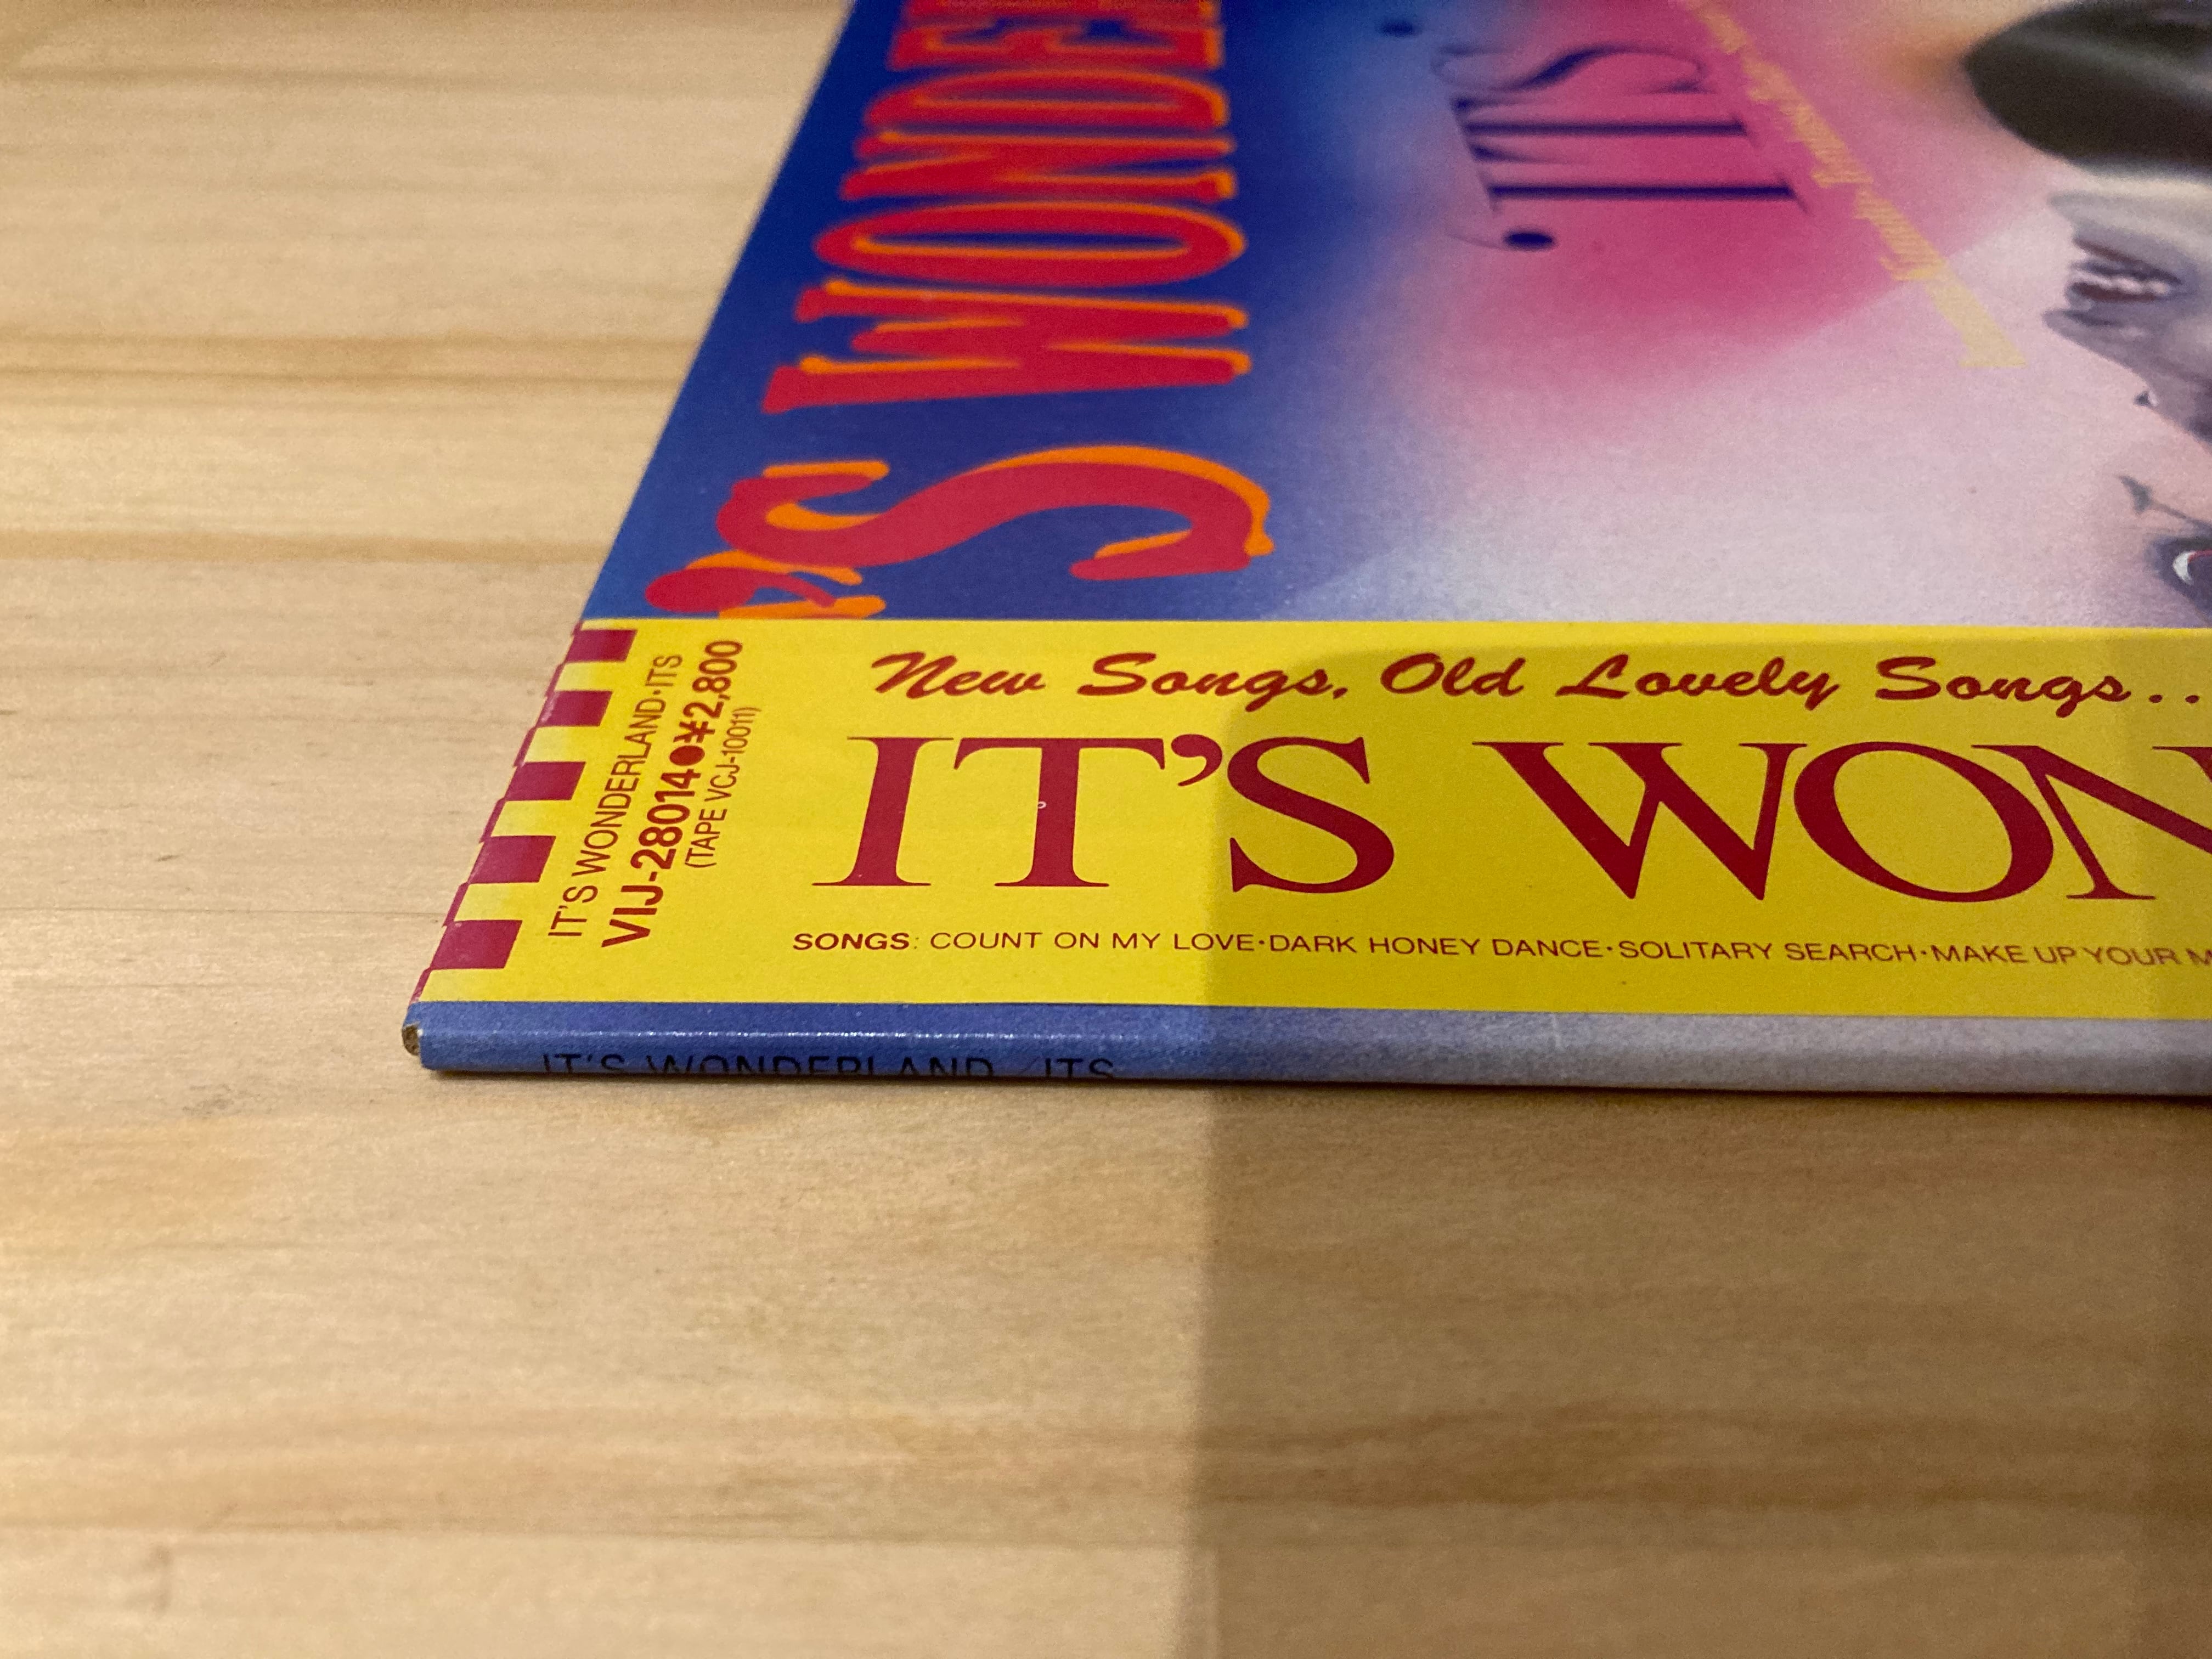 'S WONDE
ITS
IT'S WONDERLAND·ITS
VIJ-28014●¥2,800
(TAPE VCJ-10011)
New Songs, Old Lovely Songs..
IT'S WON
SONGS: COUNT ON MY LOVE·DARK HONEY DANCE·SOLITARY SEARCH·MAKE UP YOUR M
IT'S WONDERLAND ITS